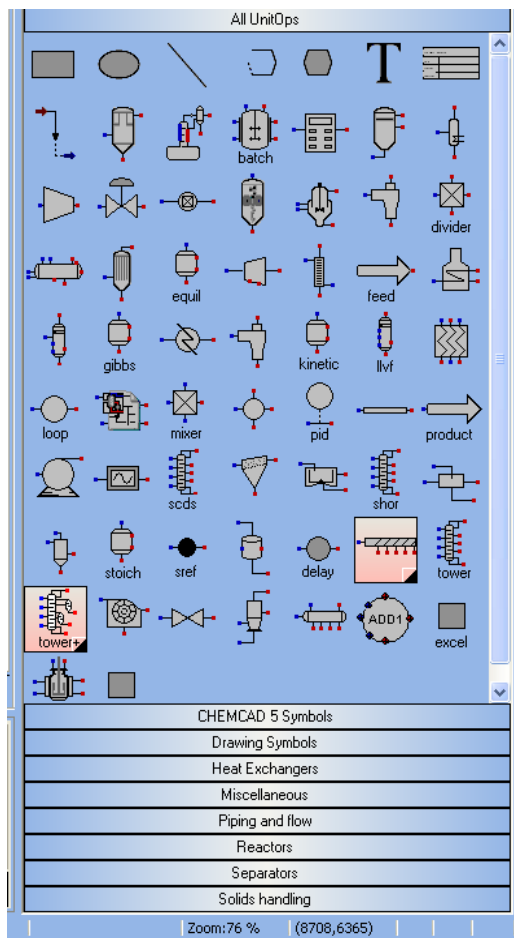 All UnitOps
T
batch
divider
equil
feed
gibbs
kinetic
llvf
loop
mixer
pid
product
scds
shor
stoich
sref
delay
tower
tower+
ADD1
excel
CHEMCAD 5 Symbols
Drawing Symbols
Heat Exchangers
Miscellaneous
Piping and flow
Reactors
Separators
Solids handling
Zoom:76 % (8708,6365)